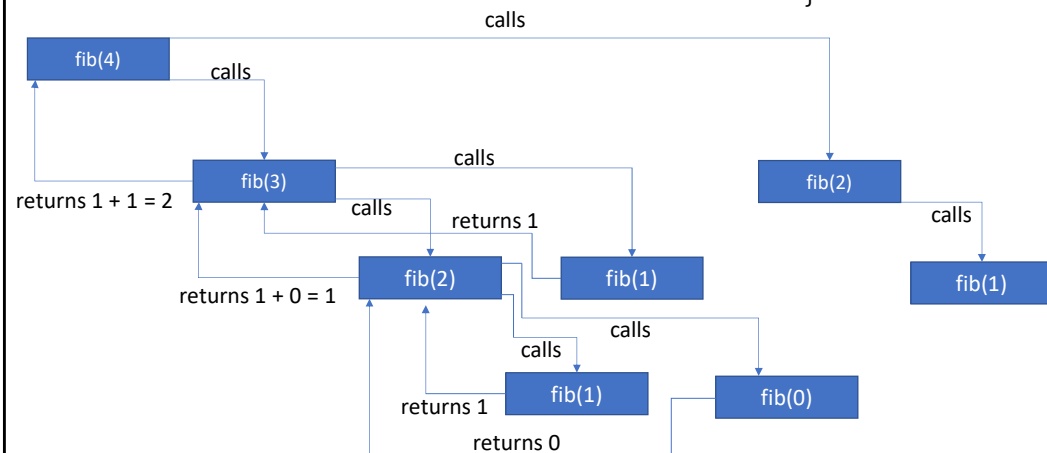 }
calls
fib(4)
calls
calls
fib(3)
fib(2)
returns 1 + 1 = 2
calls
returns 1
calls
fib(2)
fib(1)
fib(1)
returns 1 + 0 = 1
calls
calls
fib(1)
fib(0)
returns 1
returns 0